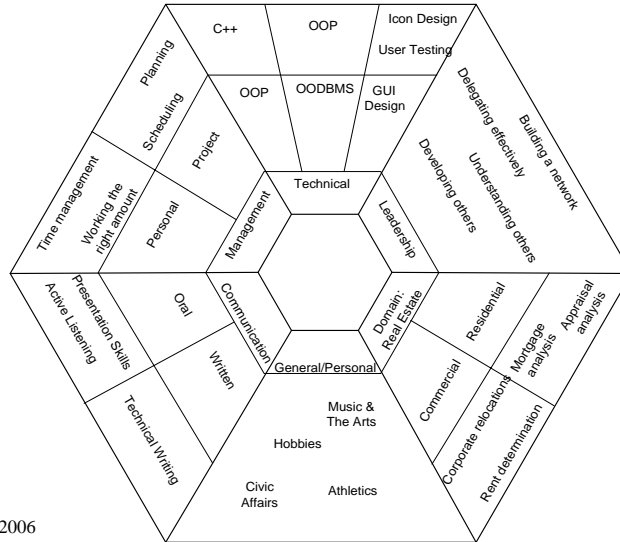 C++
OOP
Icon Design
User Testing
OOP
OODBMS
GUI
Design
Technical
Planning
Scheduling
Project
Time management
Working the
right amount
Personal
Management
Leadership
Delegating effectively
Building a network
Developing others
Understanding others
Communication
Oral
Written
Presentation Skills
Active Listening
Technical Writing
Domain:
Real Estate
Residential
Commercial
Mortgage
analysis
Appraisal
analysis
Corporate relocations
Rent determination
General/Personal
Music &
The Arts
Hobbies
Civic
Affairs
Athletics
2006